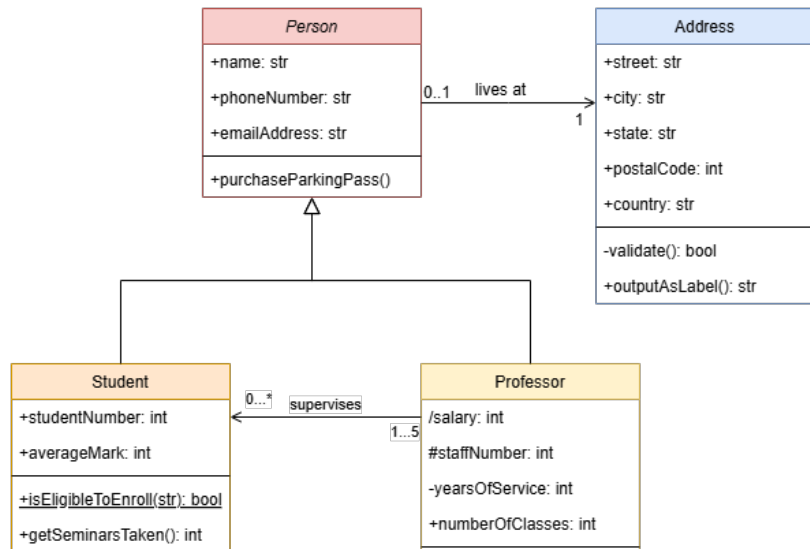 Person
+name: str
+phoneNumber: str
+emailAddress: str
+purchaseParkingPass()
0..1
lives at
1
Address
+street: str
+city: str
+state: str
+postalCode: int
+country: str
-validate(): bool
+outputAsLabel(): str
Student
+studentNumber: int
+averageMark: int
+isEligibleToEnroll(str): bool
+getSeminarsTaken(): int
0...*
supervises
1...5
Professor
/salary: int
#staffNumber: int
-yearsOfService: int
+numberOfClasses: int